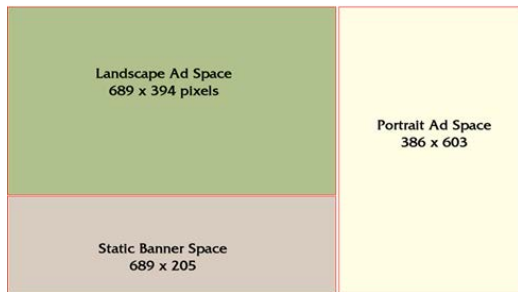 Landscape Ad Space
689 x 394 pixels
Portrait Ad Space
386 x 603
Static Banner Space
689 x 205